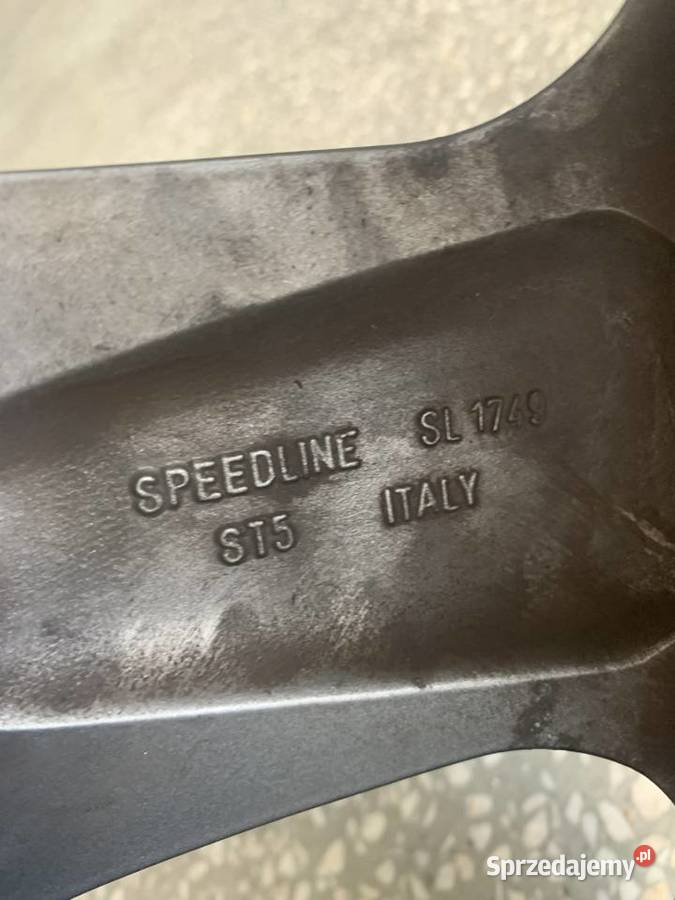 SPEEDLINE SL 1749
ST5 ITALY
Sprzedajemy.pl